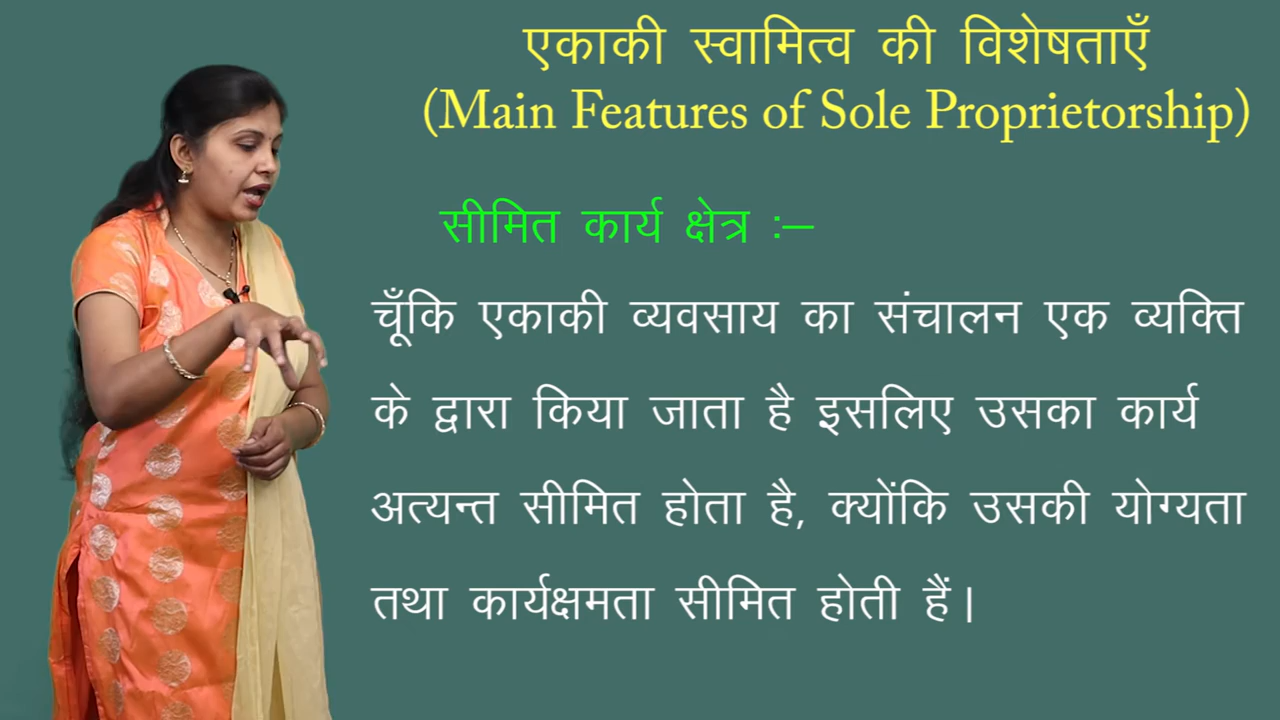 एकाकी स्वामित्व की विशेषताएँ
(Main Features of Sole Proprietorship)
सीमित कार्य क्षेत्र :–
चूँकि एकाकी व्यवसाय का संचालन एक व्यक्ति
के द्वारा किया जाता है इसलिए उसका कार्य
अत्यन्त सीमित होता है, क्योंकि उसकी योग्यता
तथा कार्यक्षमता सीमित होती हैं।